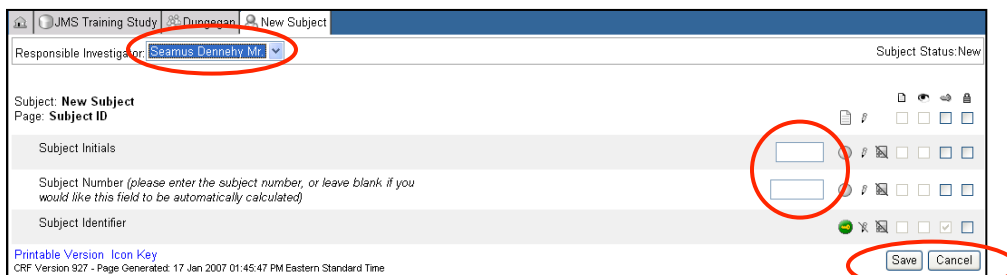 JMS Training Study Dungegan New Subject
Responsible Investigator: Seamus Dennehy Mr. Subject Status:New
Subject: New Subject
Page: Subject ID
Subject Initials
Subject Number (please enter the subject number, or leave blank if you
would like this field to be automatically calculated)
Subject Identifier
Printable Version Icon Key
CRF Version 927 - Page Generated: 17 Jan 2007 01:45:47 PM Eastern Standard Time
Save Cancel